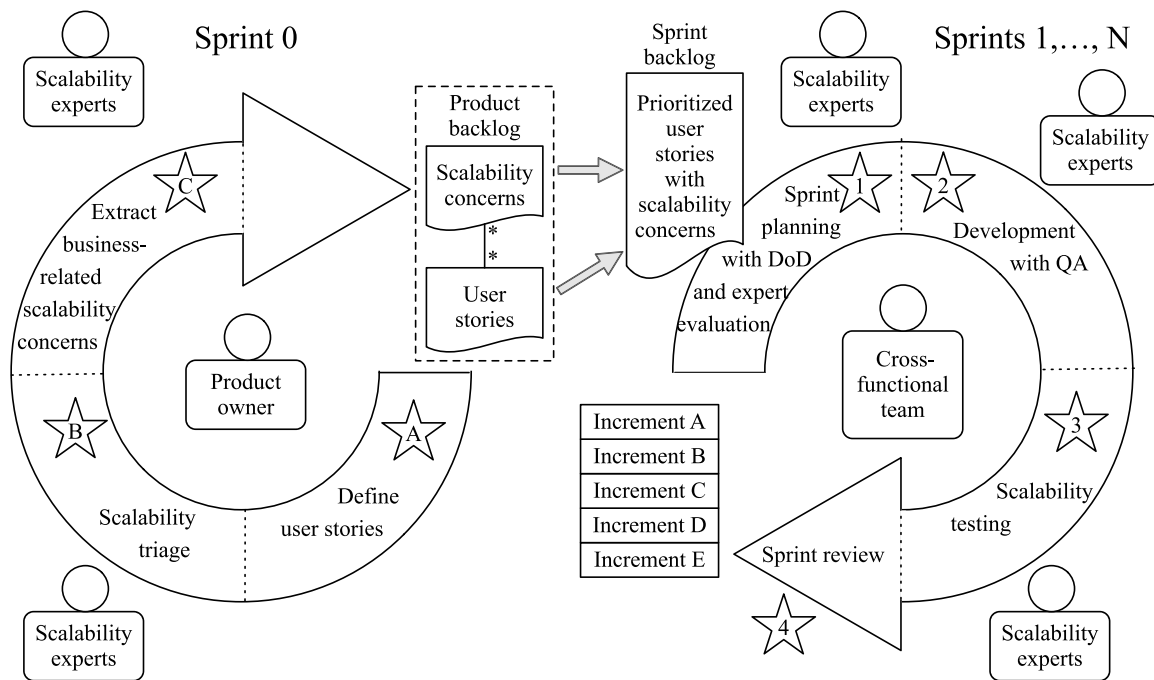 Sprint 0
Scalability
experts
C
Extract
business-
related
scalability
concerns
B
Scalability
triage
A
Define
user stories
Product
owner
Scalability
experts
Product
backlog
Scalability
concerns
*
*
User
stories
Sprint
backlog
Prioritized
user
stories
with
scalability
concerns
Sprints 1,…, N
Scalability
experts
Scalability
experts
1
Sprint
planning
with DoD
and expert
evaluation
2
Development
with QA
Cross-
functional
team
3
Scalability
testing
Sprint review
4
Scalability
experts
Increment A
Increment B
Increment C
Increment D
Increment E